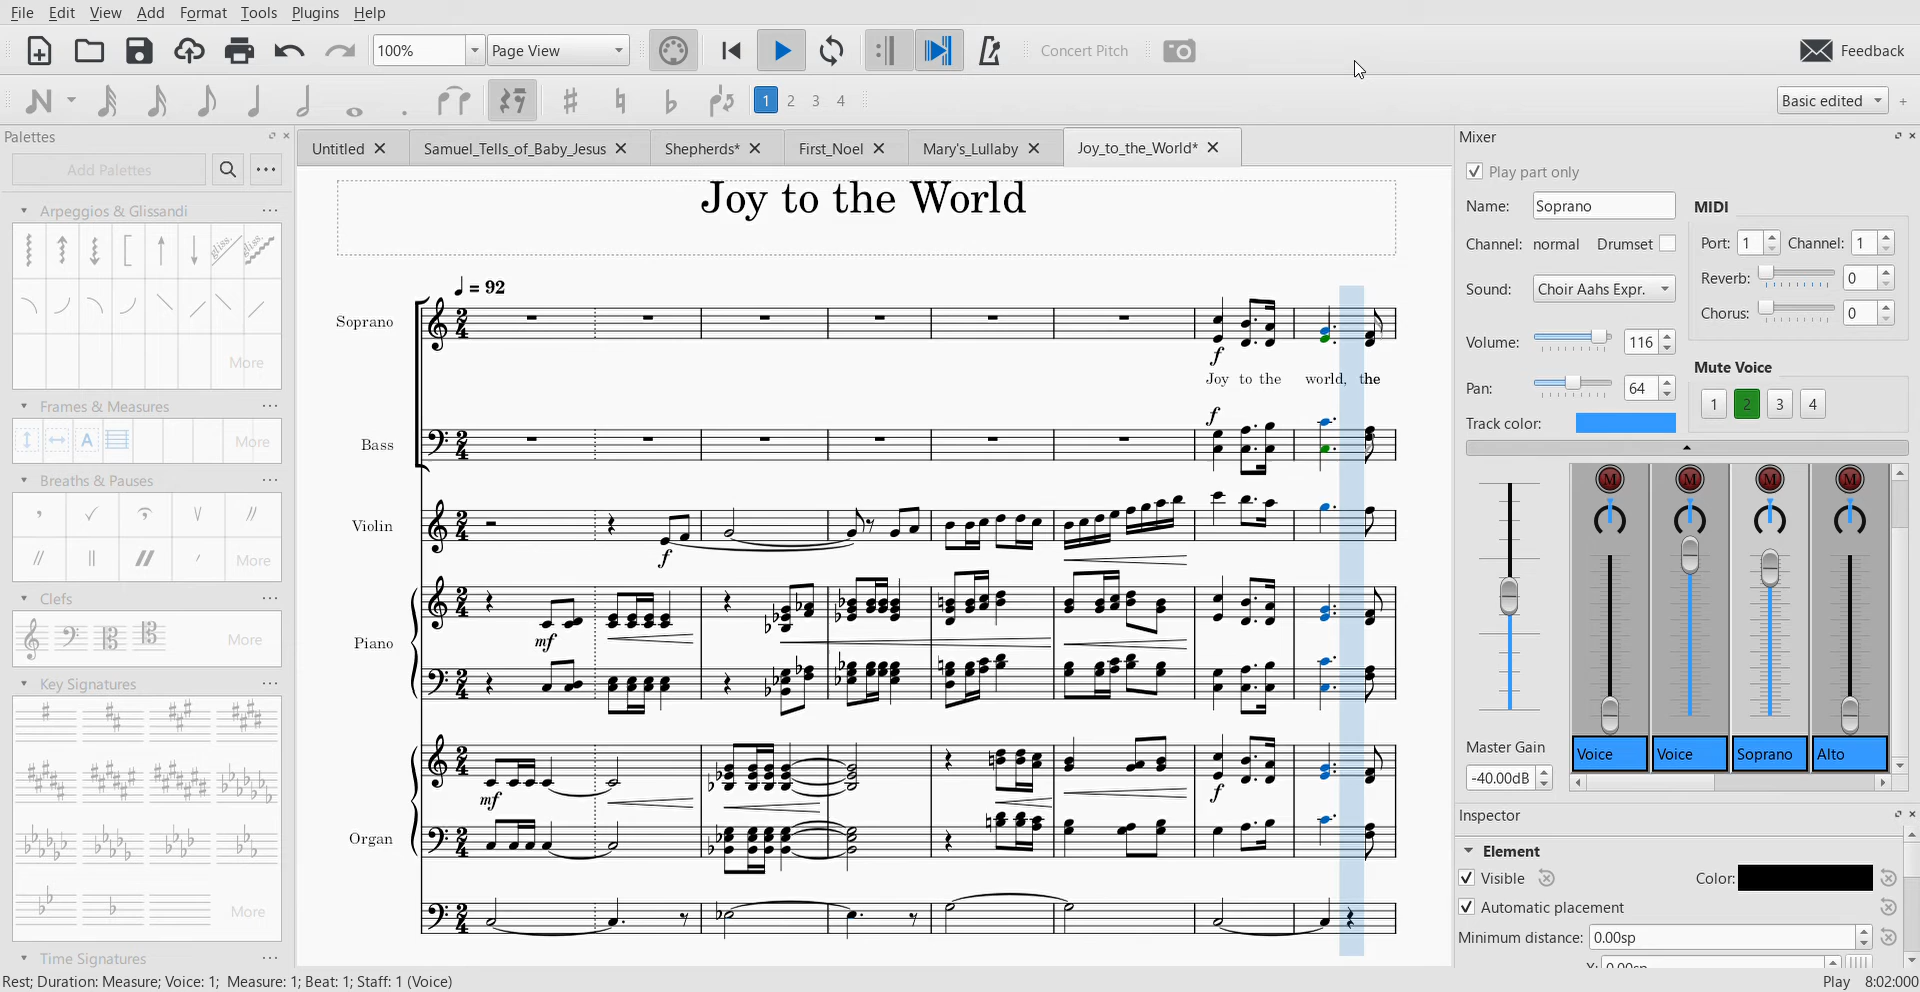 File Edit View Add Format Tools Plugins Help
100% Page View Concert Pitch Feedback
1 2 3 4 Basic edited +
Palettes
Add Palettes
Arpeggios & Glissandi
gliss. gliss.
More
Frames & Measures
A More
Breaths & Pauses
More
Clefs
More
Key Signatures
More
Time Signatures
Untitled Samuel_Tells_of_Baby_Jesus Shepherds* First_Noel Mary's_Lullaby Joy_to_the_World*
Joy to the World
= 92
Soprano
f
Joy to the world, the
f
Bass
Violin
f
Piano
mf
Organ
mf f
Mixer
Play part only
Name: Soprano
Channel: normal Drumset
Sound: Choir Aahs Expr.
Volume: 116
Pan: 64
Track color:
MIDI
Port: 1 Channel: 1
Reverb: 0
Chorus: 0
Mute Voice
1 2 3 4
M M M M
Master Gain
-40.00dB
Voice Voice Soprano Alto
Inspector
Element
Visible Color:
Automatic placement
Minimum distance: 0.00sp
Rest; Duration: Measure; Voice: 1; Measure: 1; Beat: 1; Staff: 1 (Voice) Play 8:02:000